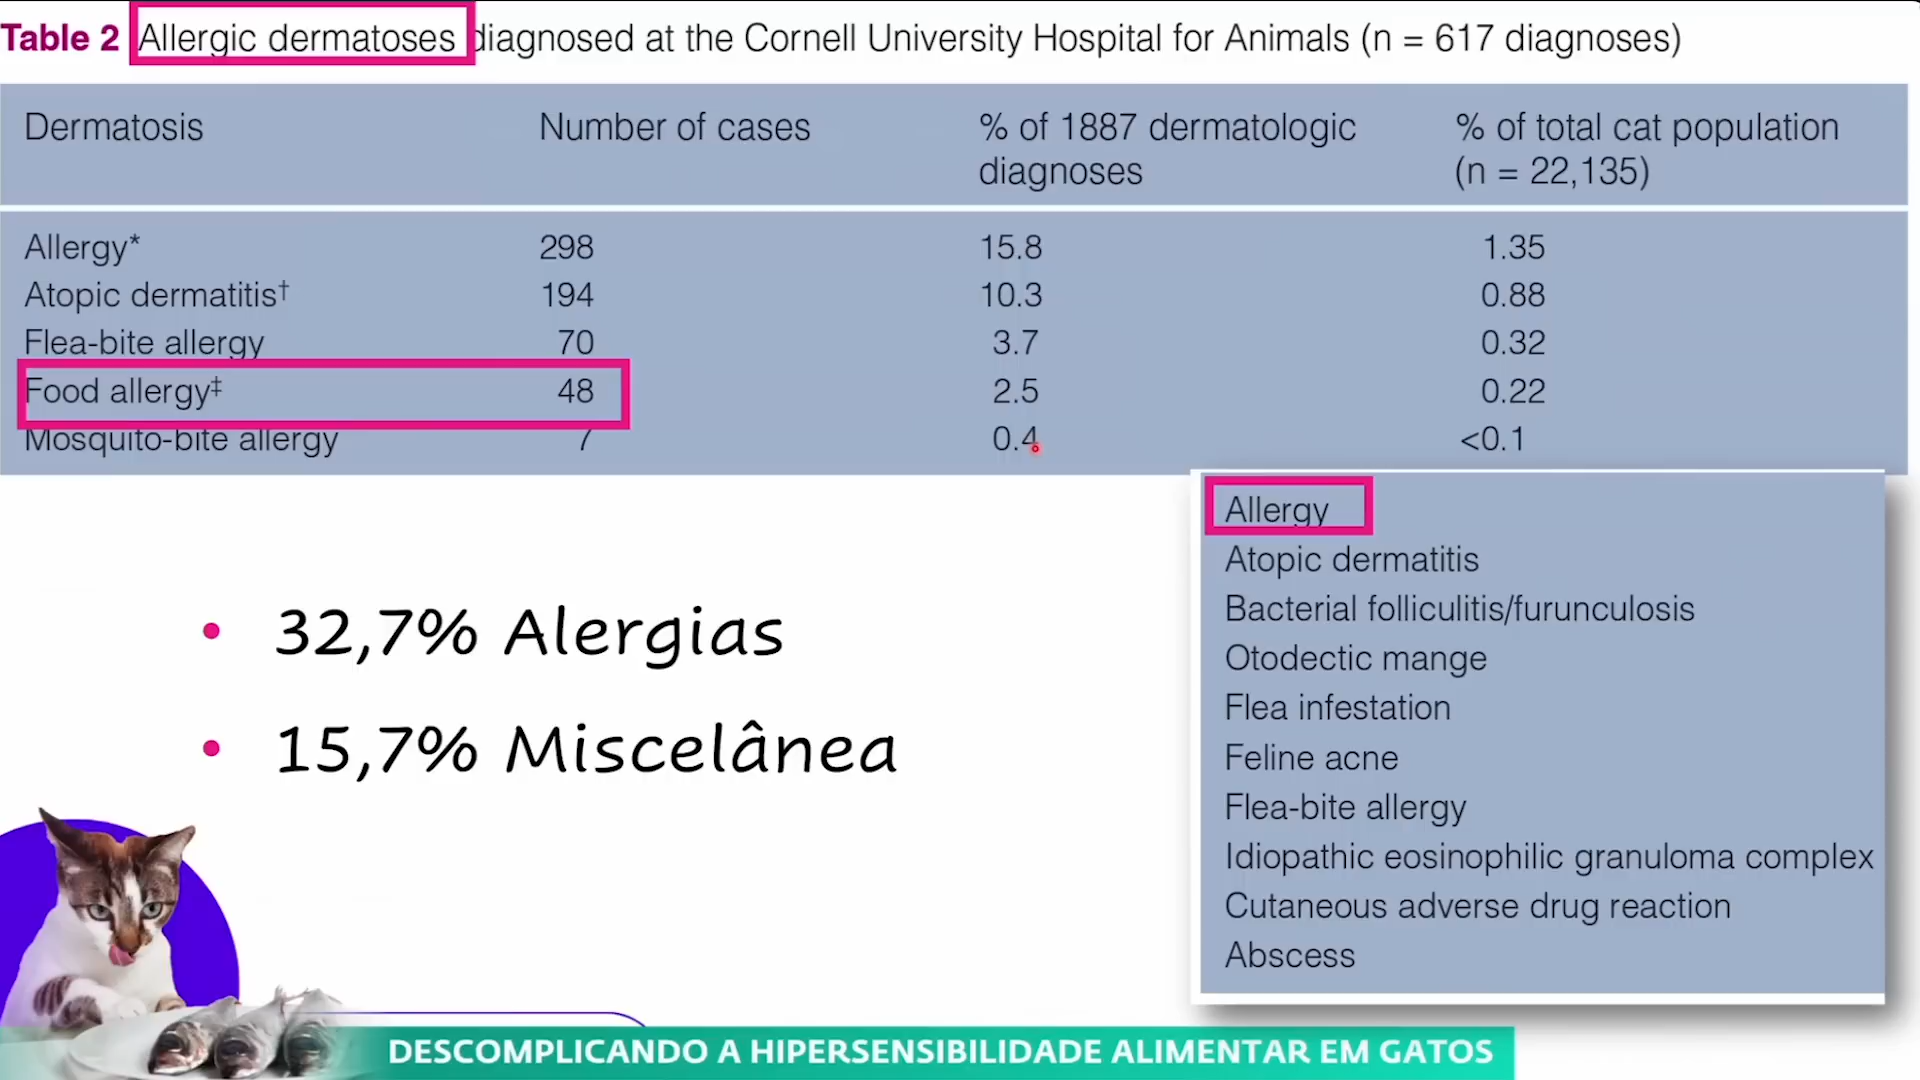 Table 2 Allergic dermatoses diagnosed at the Cornell University Hospital for Animals (n = 617 diagnoses)
Dermatosis Number of cases % of 1887 dermatologic diagnoses % of total cat population (n = 22,135)
Allergy* 298 15.8 1.35
Atopic dermatitis† 194 10.3 0.88
Flea-bite allergy 70 3.7 0.32
Food allergy‡ 48 2.5 0.22
Mosquito-bite allergy 7 0.4 <0.1
• 32,7% Alergias
• 15,7% Miscelânea
Allergy
Atopic dermatitis
Bacterial folliculitis/furunculosis
Otodectic mange
Flea infestation
Feline acne
Flea-bite allergy
Idiopathic eosinophilic granuloma complex
Cutaneous adverse drug reaction
Abscess
DESCOMPLICANDO A HIPERSENSIBILIDADE ALIMENTAR EM GATOS